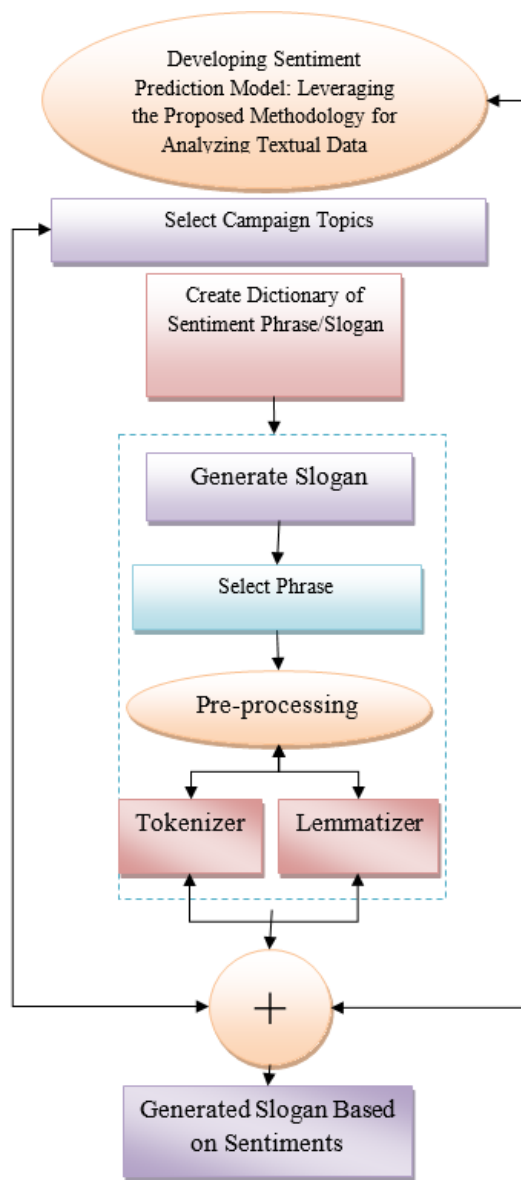 Developing Sentiment
Prediction Model: Leveraging
the Proposed Methodology for
Analyzing Textual Data
Select Campaign Topics
Create Dictionary of
Sentiment Phrase/Slogan
Generate Slogan
Select Phrase
Pre-processing
Tokenizer
Lemmatizer
+
Generated Slogan Based
on Sentiments